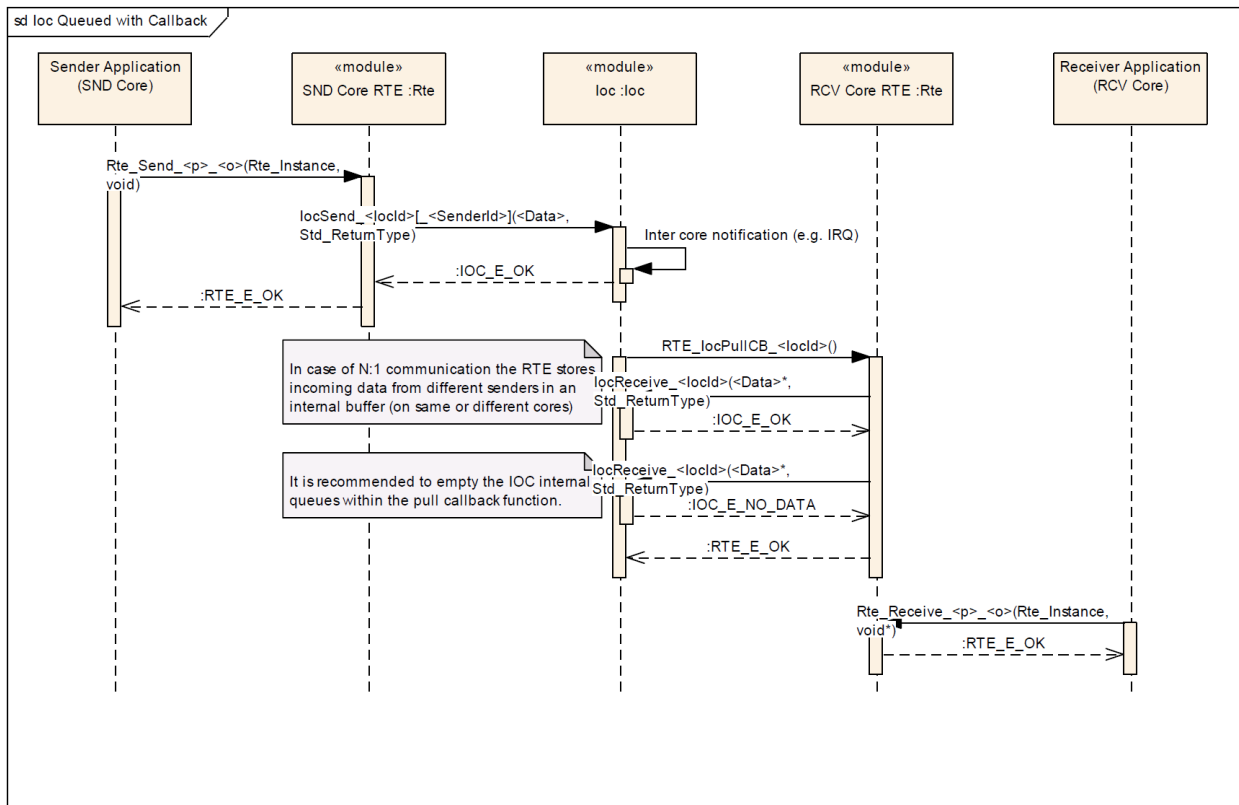 sd Ioc Queued with Callback
Sender Application
(SND Core)
«module»
SND Core RTE :Rte
«module»
Ioc :Ioc
«module»
RCV Core RTE :Rte
Receiver Application
(RCV Core)
Rte_Send_<p>_<o>(Rte_Instance,
void)
IocSend_<IocId>[_<SenderId>](<Data>,
Std_ReturnType)
Inter core notification (e.g. IRQ)
:IOC_E_OK
:RTE_E_OK
RTE_IocPullCB_<IocId>()
In case of N:1 communication the RTE stores
incoming data from different senders in an
internal buffer (on same or different cores)
IocReceive_<IocId>(<Data>*,
Std_ReturnType)
:IOC_E_OK
It is recommended to empty the IOC internal
queues within the pull callback function.
IocReceive_<IocId>(<Data>*,
Std_ReturnType)
:IOC_E_NO_DATA
:RTE_E_OK
Rte_Receive_<p>_<o>(Rte_Instance,
void*)
:RTE_E_OK